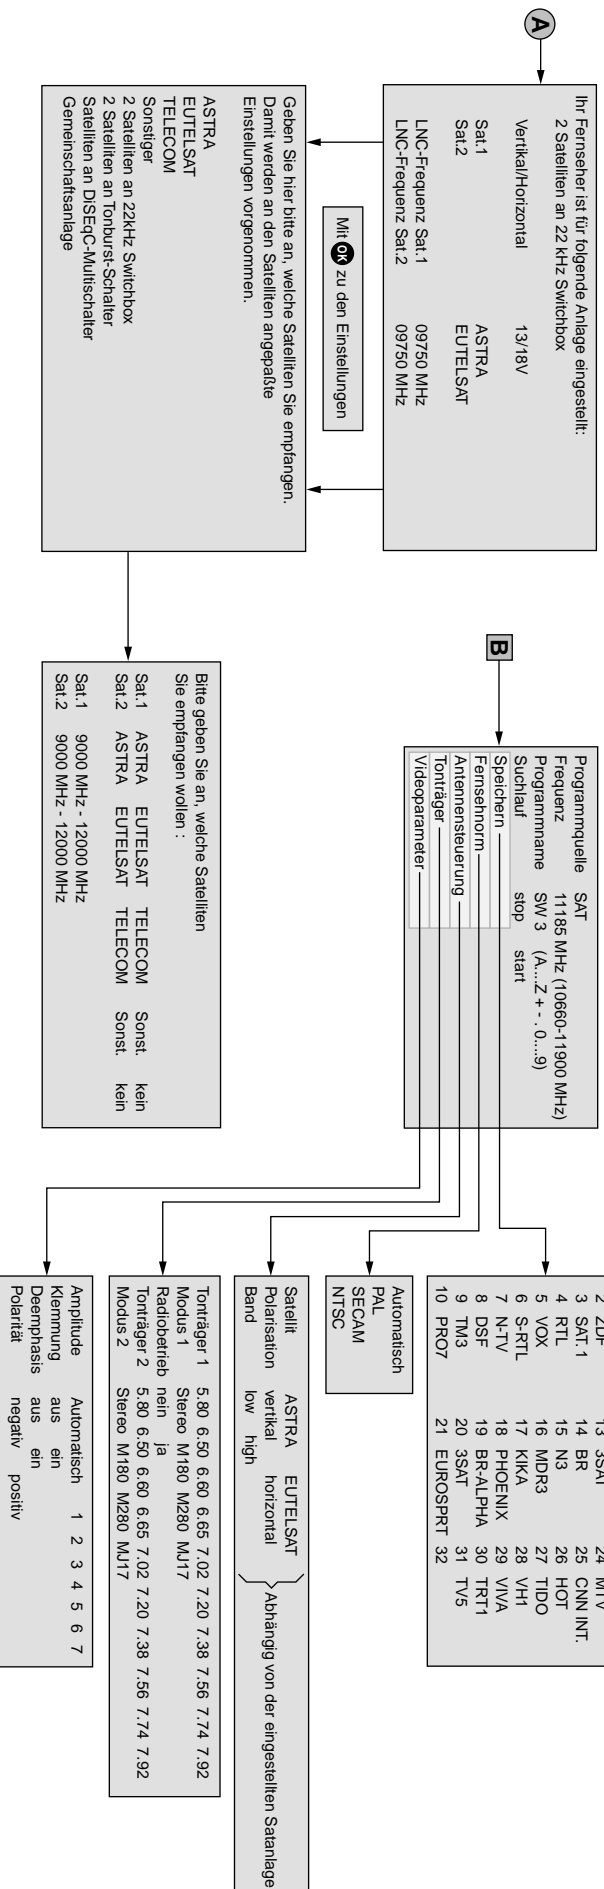 A
Ihr Fernseher ist für folgende Anlage eingestellt:
2 Satelliten an 22 kHz Switchbox
Vertikal/Horizontal 13/18V
Sat.1 ASTRA
Sat.2 EUTELSAT
LNC-Frequenz Sat.1 09750 MHz
LNC-Frequenz Sat.2 09750 MHz
Mit OK zu den Einstellungen
Geben Sie hier bitte an, welche Satelliten Sie empfangen.
Damit werden an den Satelliten angepaßte
Einstellungen vorgenommen.
ASTRA
EUTELSAT
TELECOM
Sonstiger
2 Satelliten an 22kHz Switchbox
2 Satelliten an Tonburst-Schalter
Satelliten an DiSEqC-Multischalter
Gemeinschaftsanlage
Bitte geben Sie an, welche Satelliten
Sie empfangen wollen :
Sat.1 ASTRA EUTELSAT TELECOM Sonst. kein
Sat.2 ASTRA EUTELSAT TELECOM Sonst. kein
Sat.1 9000 MHz - 12000 MHz
Sat.2 9000 MHz - 12000 MHz
B
Programmquelle SAT
Frequenz 11185 MHz (10660-11900 MHz)
Programmname SW 3 (A....Z + - . 0....9)
Suchlauf stop start
Speichern
Fernsehnorm
Antennensteuerung
Tonträger
Videoparameter
2 ZDF 13 3SAT 24 MTV
3 SAT. 1 14 BR 25 CNN INT.
4 RTL 15 N3 26 HOT
5 VOX 16 MDR3 27 TIDO
6 S-RTL 17 KIKA 28 VH1
7 N-TV 18 PHOENIX 29 VIVA
8 DSF 19 BR-ALPHA 30 TRT1
9 TM3 20 3SAT 31 TV5
10 PRO7 21 EUROSPRT 32
Automatisch
PAL
SECAM
NTSC
Satellit ASTRA EUTELSAT
Polarisation vertikal horizontal
Band low high
Abhängig von der eingestellten Satanlage
Tonträger 1 5.80 6.50 6.60 6.65 7.02 7.20 7.38 7.56 7.74 7.92
Modus 1 Stereo M180 M280 MJ17
Radiobetrieb nein ja
Tonträger 2 5.80 6.50 6.60 6.65 7.02 7.20 7.38 7.56 7.74 7.92
Modus 2 Stereo M180 M280 MJ17
Amplitude Automatisch 1 2 3 4 5 6 7
Klemmung aus ein
Deemphasis aus ein
Polarität negativ positiv